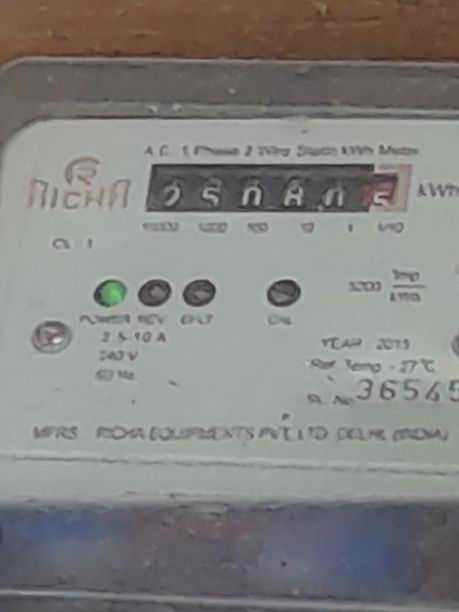 A.C. 1 Phase 2 Wire Static kWh Meter
RICHA
kWh
10000 1000 100 10 1 1/10
CL - 1
3200 imp/kWh
POWER REV E/LT CAL
2.5-10 A
240 V
50 Hz
YEAR 2013
Ref. Temp - 27°C
Sl. No. 36545
MFRS. RICHA EQUIPMENTS PVT. LTD. DELHI (INDIA)